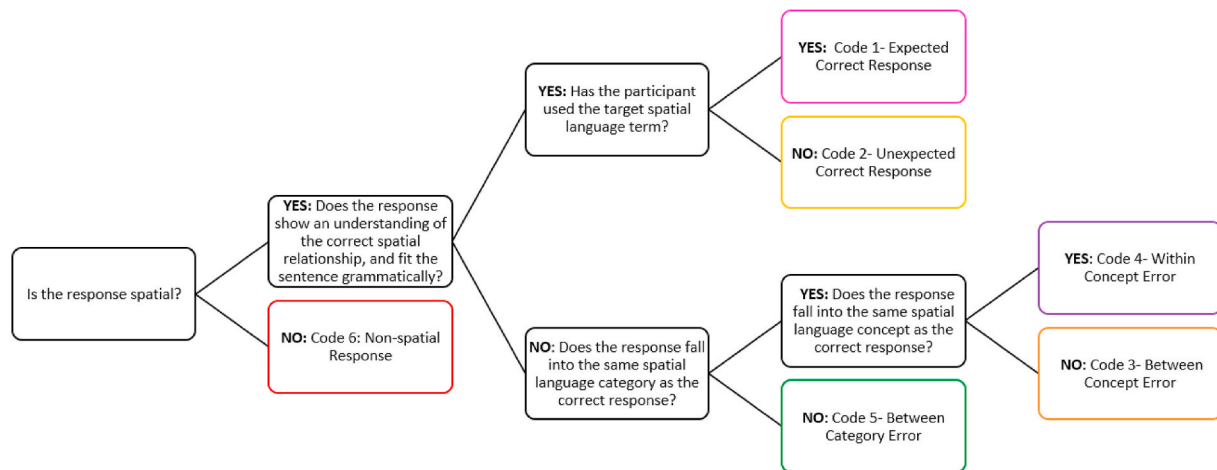 Is the response spatial?
YES: Does the response
show an understanding of
the correct spatial
relationship, and fit the
sentence grammatically?
NO: Code 6: Non-spatial
Response
YES: Has the participant
used the target spatial
language term?
NO: Does the response fall
into the same spatial
language category as the
correct response?
YES:  Code 1- Expected
Correct Response
NO: Code 2- Unexpected
Correct Response
YES: Does the response
fall into the same spatial
language concept as the
correct response?
NO: Code 5- Between
Category Error
YES: Code 4- Within
Concept Error
NO: Code 3- Between
Concept Error